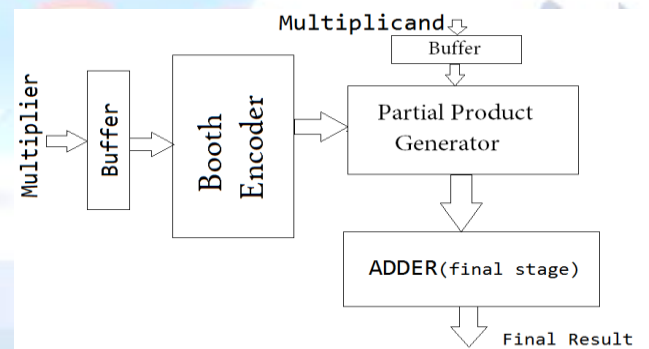 Multiplicand
Buffer
Multiplier
Buffer
Booth
Encoder
Partial Product
Generator
ADDER(final stage)
Final Result